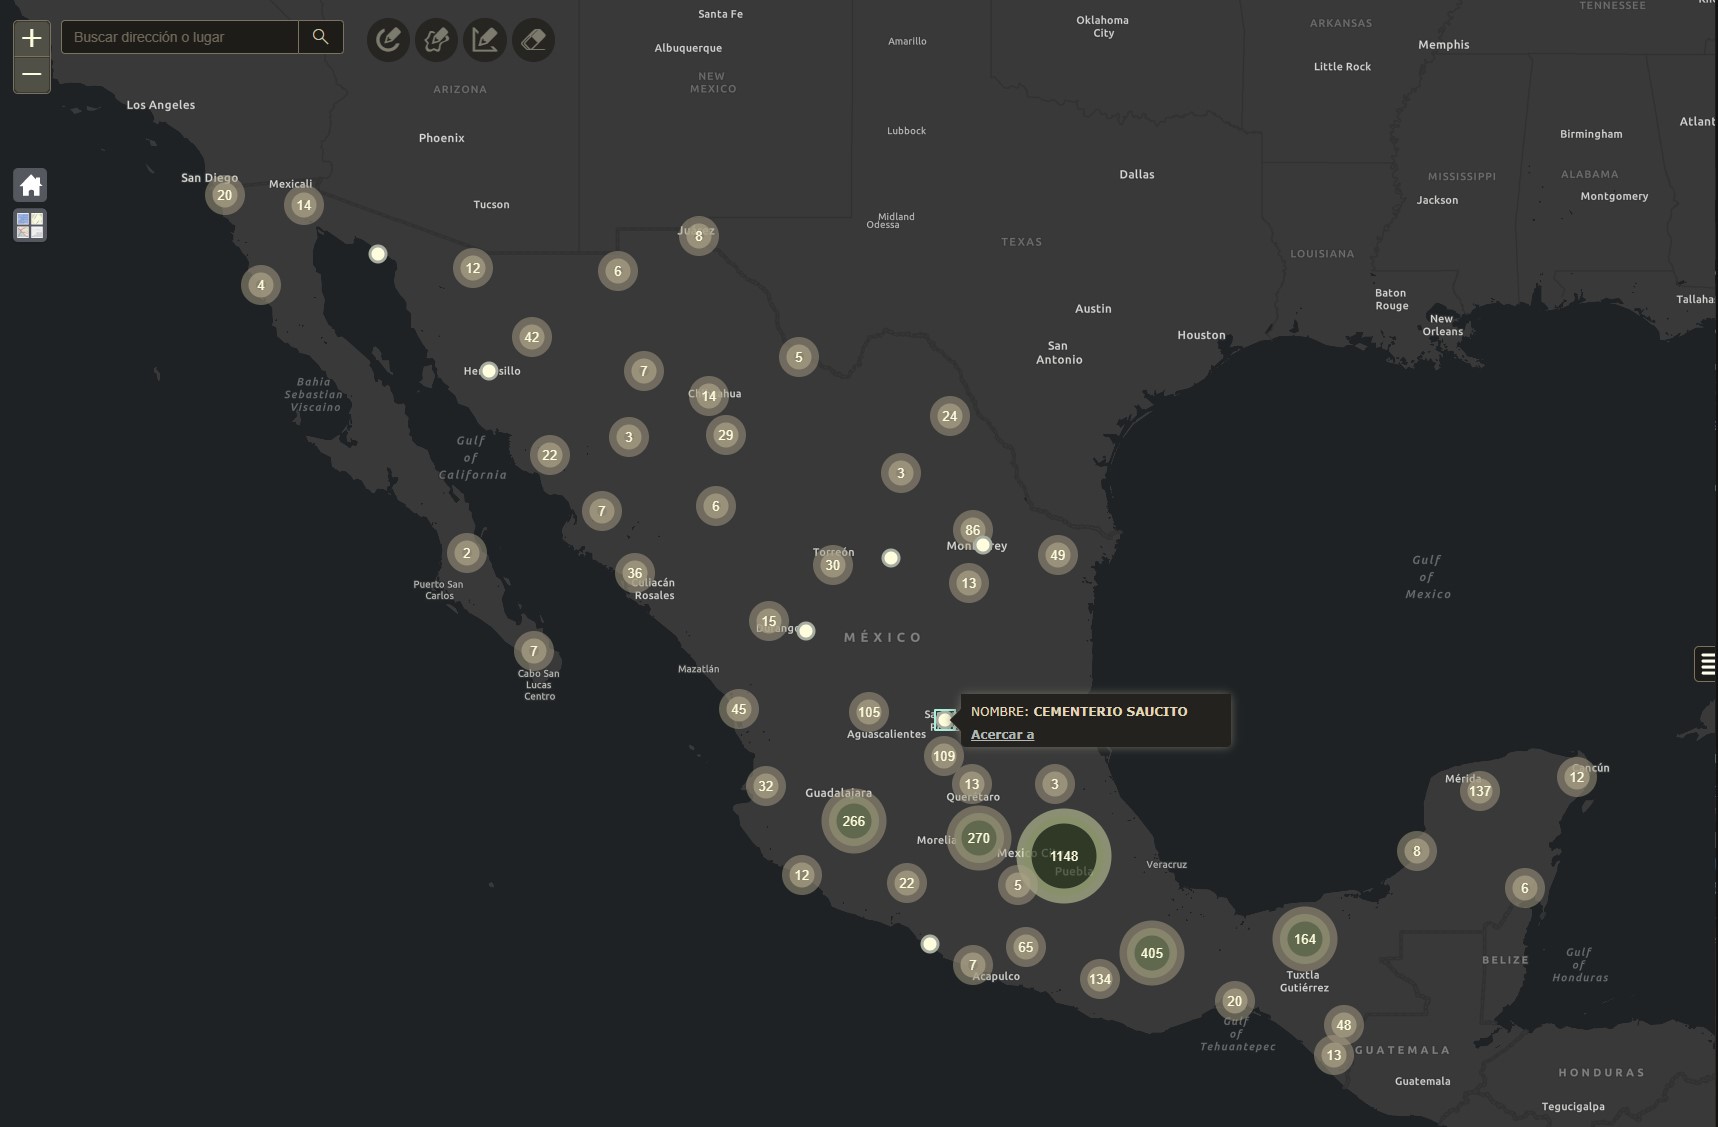 Santa Fe
Oklahoma
City
TENNESSEE
ARKANSAS
+
Buscar dirección o lugar
Amarillo
Memphis
Albuquerque
Little Rock
−
NEW
MEXICO
ARIZONA
Los Angeles
Atlant
Lubbock
Birmingham
Phoenix
Dallas
MISSISSIPPI
ALABAMA
San Diego
Mexicali
20
14
Tucson
Midland
Odessa
Jackson
Montgomery
8
TEXAS
LOUISIANA
12
6
4
Baton
Rouge
Tallaha
Austin
New
Orleans
42
Houston
San
Antonio
5
7
Bahia
Sebastian
Viscaino
14
24
3
29
Gulf
of
California
22
3
6
7
86
49
Torreón
30
13
2
36
Culiacán
Rosales
Puerto San
Carlos
Gulf
of
Mexico
15
MÉXICO
7
Cabo San
Lucas
Centro
Mazatlán
45
105
Aguascalientes
NOMBRE: CEMENTERIO SAUCITO
Acercar a
109
32
13
3
Querétaro
Guadalajara
266
Mérida
137
Cancún
12
Morelia
270
Mexico City
1148
Puebla
Veracruz
8
12
22
5
6
65
7
Acapulco
134
405
164
Tuxtla
Gutiérrez
BELIZE
Gulf
of
Honduras
20
Gulf
of
Tehuantepec
48
13
GUATEMALA
Guatemala
HONDURAS
Tegucigalpa